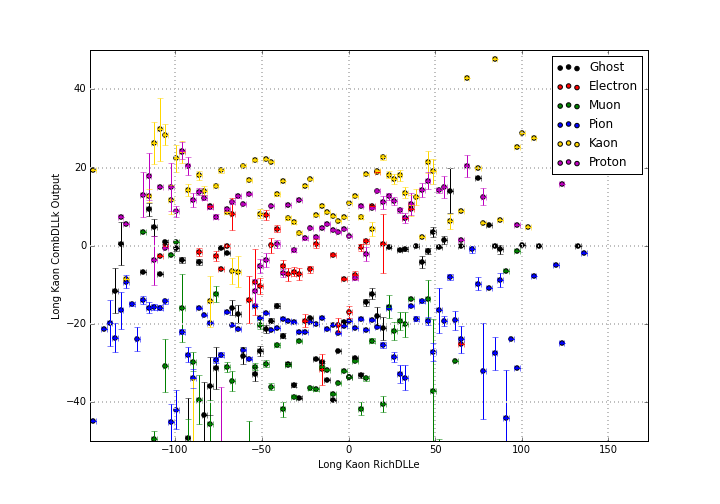 Long Kaon CombDLLk Output
40
20
0
−20
−40
−100
−50
0
50
100
150
Long Kaon RichDLLe
Ghost
Electron
Muon
Pion
Kaon
Proton